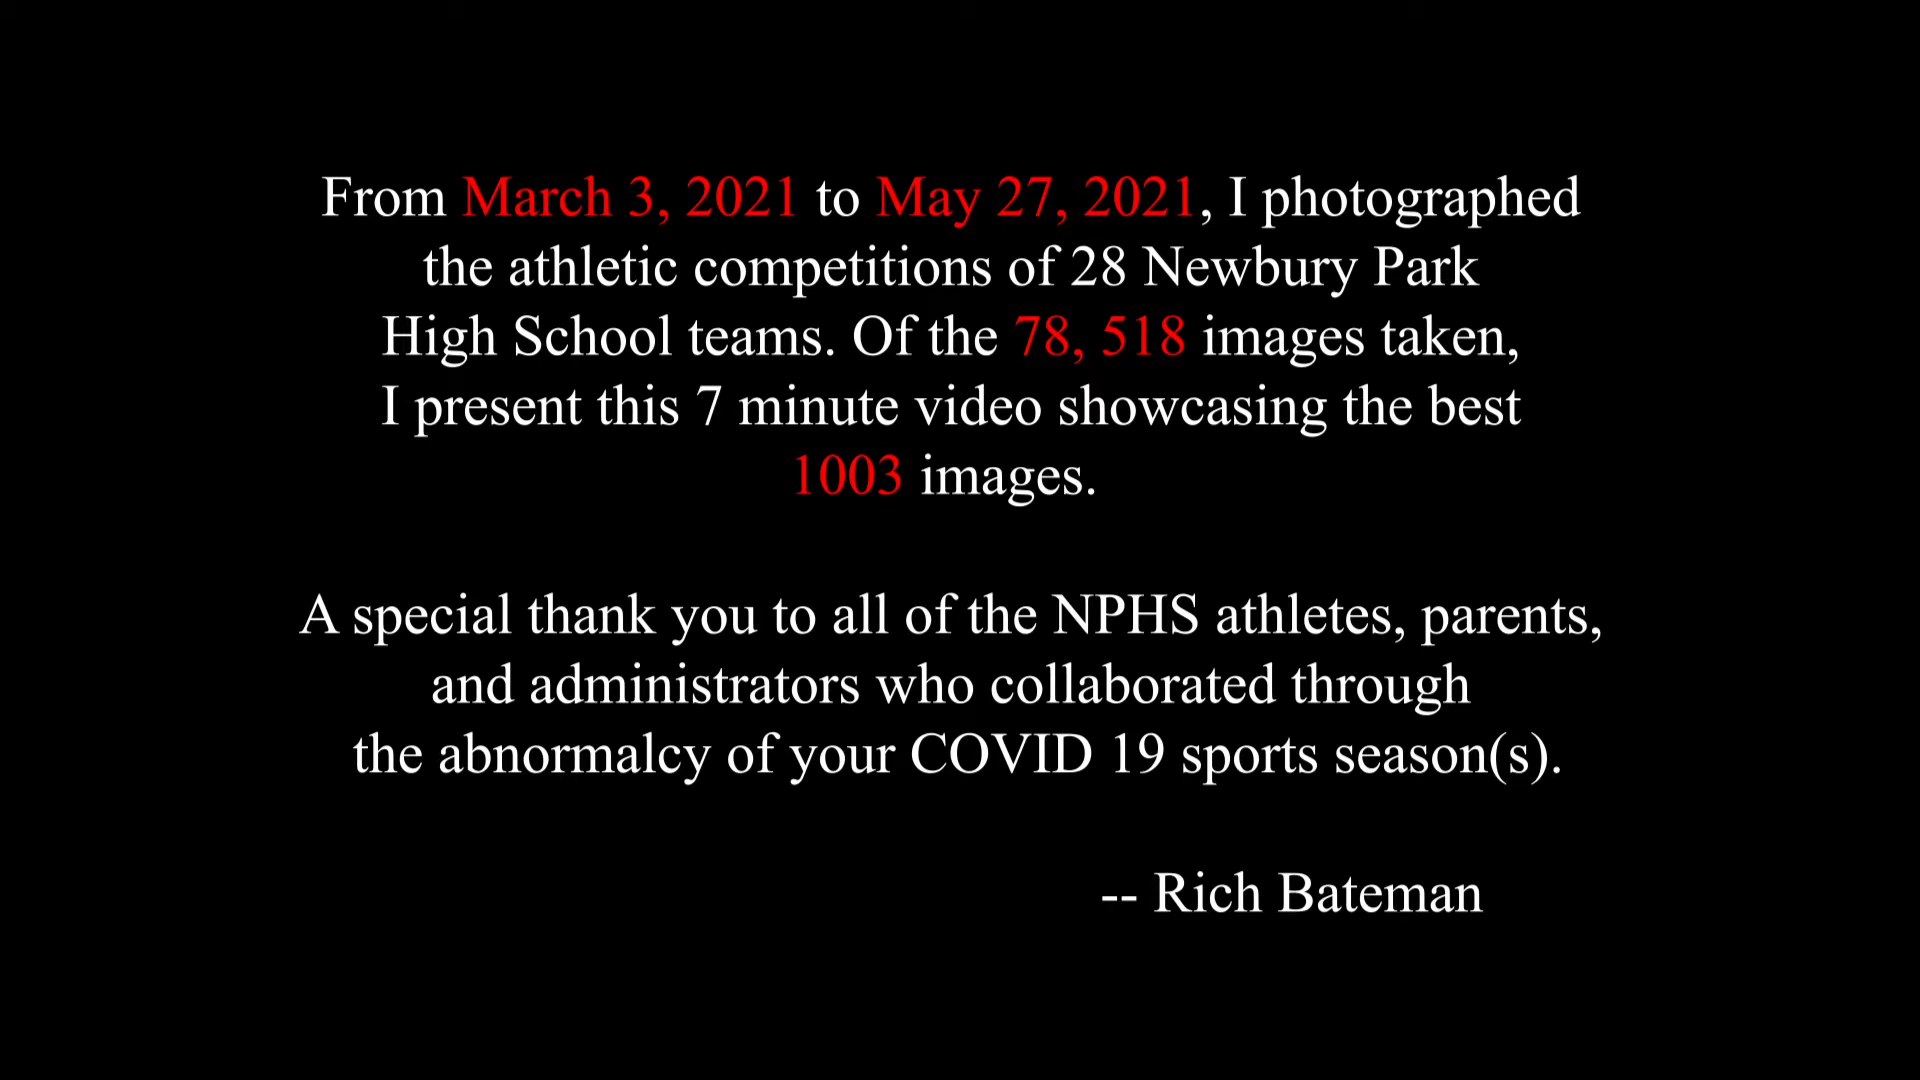 From March 3, 2021 to May 27, 2021, I photographed
the athletic competitions of 28 Newbury Park
High School teams. Of the 78, 518 images taken,
I present this 7 minute video showcasing the best
1003 images.
A special thank you to all of the NPHS athletes, parents,
and administrators who collaborated through
the abnormalcy of your COVID 19 sports season(s).
-- Rich Bateman